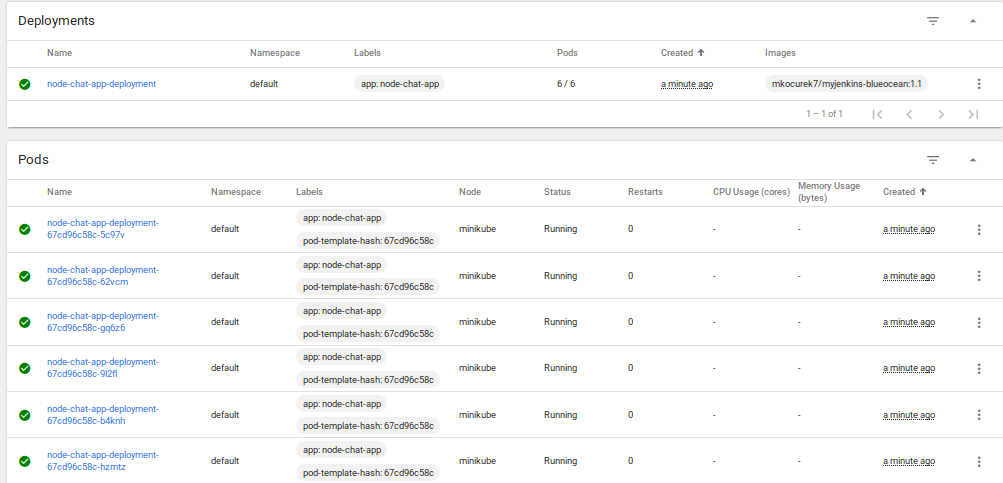 Deployments
Name Namespace Labels Pods Created Images
node-chat-app-deployment default app: node-chat-app 6 / 6 a minute ago mkocurek7/myjenkins-blueocean:1.1
1 – 1 of 1
Pods
Name Namespace Labels Node Status Restarts CPU Usage (cores) Memory Usage (bytes) Created
node-chat-app-deployment-
67cd96c58c-5c97v
default
app: node-chat-app
pod-template-hash: 67cd96c58c
minikube Running 0 - - a minute ago
node-chat-app-deployment-
67cd96c58c-62vcm
default
app: node-chat-app
pod-template-hash: 67cd96c58c
minikube Running 0 - - a minute ago
node-chat-app-deployment-
67cd96c58c-gq6z6
default
app: node-chat-app
pod-template-hash: 67cd96c58c
minikube Running 0 - - a minute ago
node-chat-app-deployment-
67cd96c58c-9l2fl
default
app: node-chat-app
pod-template-hash: 67cd96c58c
minikube Running 0 - - a minute ago
node-chat-app-deployment-
67cd96c58c-b4knh
default
app: node-chat-app
pod-template-hash: 67cd96c58c
minikube Running 0 - - a minute ago
node-chat-app-deployment-
67cd96c58c-hzmtz
default
app: node-chat-app
pod-template-hash: 67cd96c58c
minikube Running 0 - - a minute ago